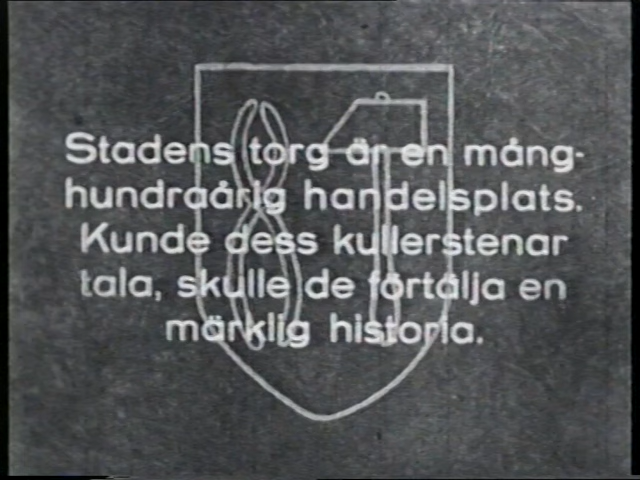 Stadens torg är en mång-
hundraårig handelsplats.
Kunde dess kullerstenar
tala, skulle de förtälja en
märklig historia.